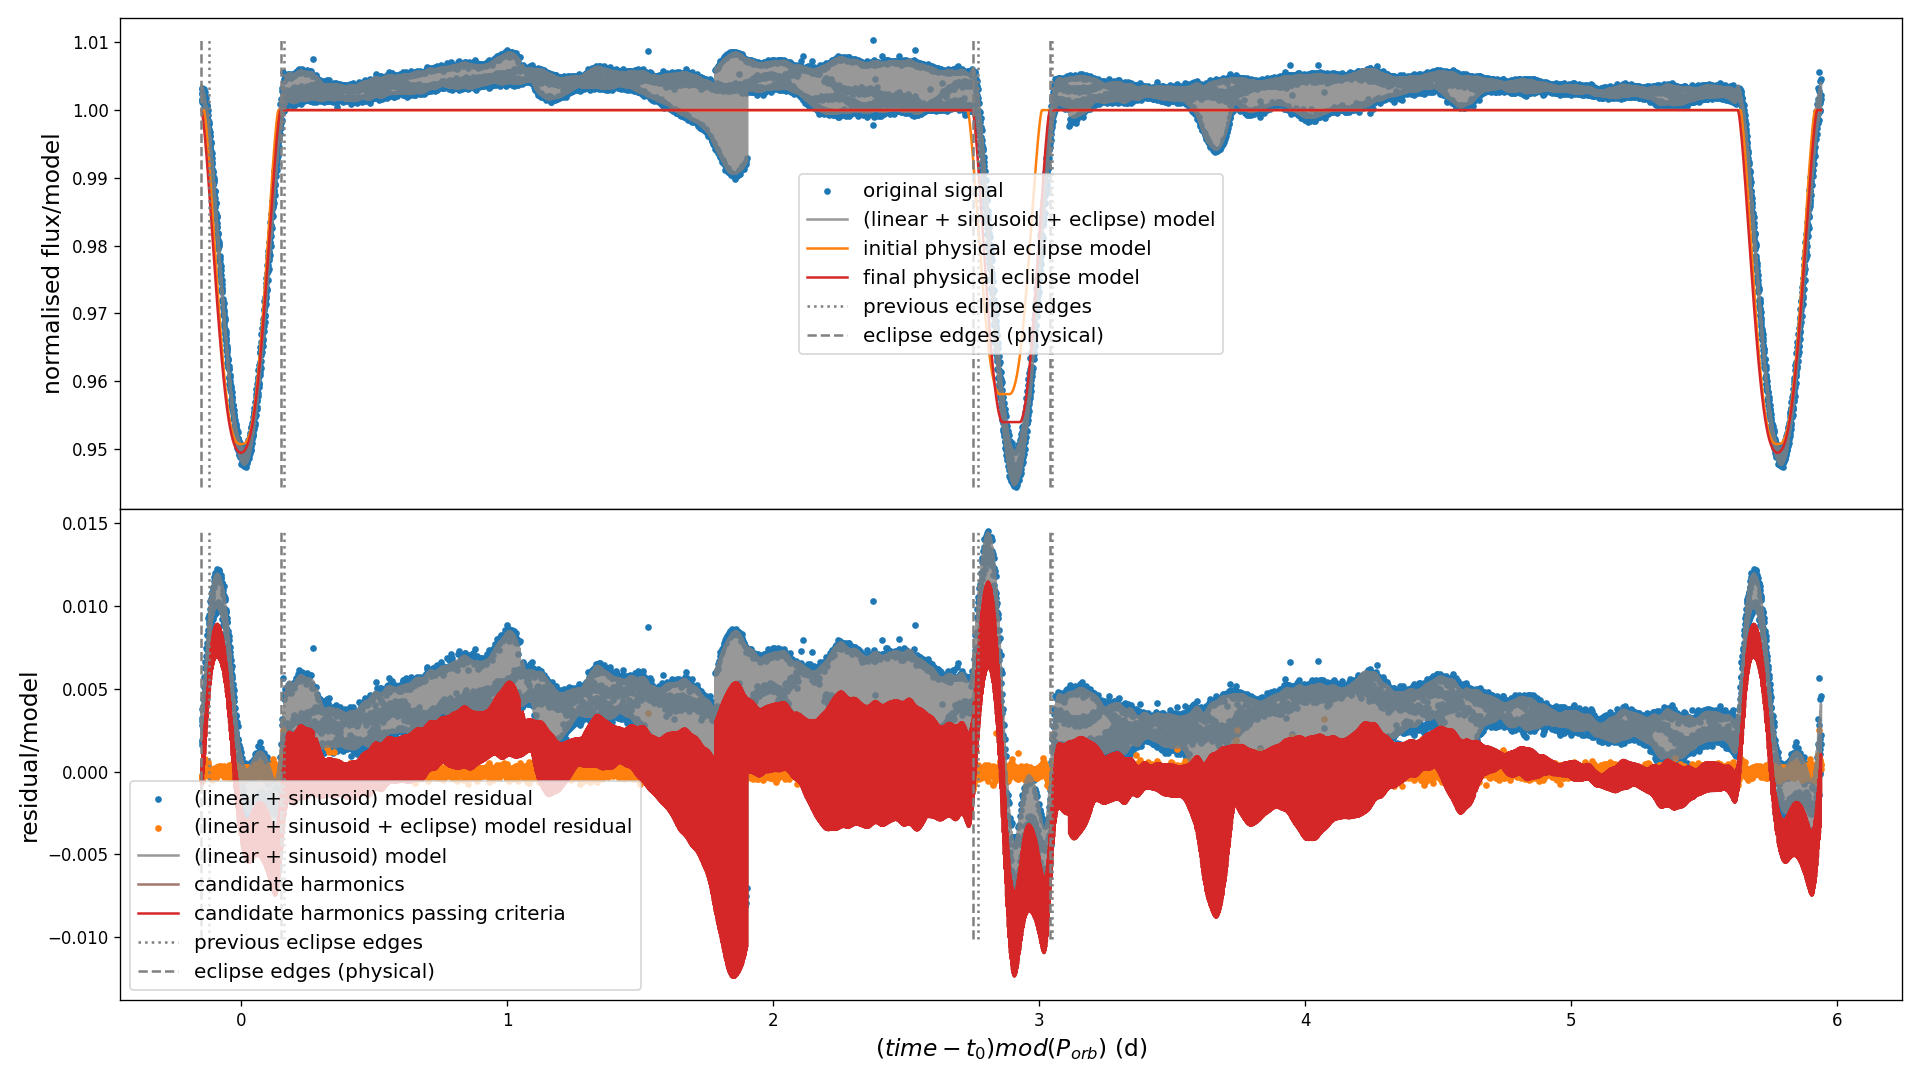 normalised flux/model
1.01
1.00
0.99
0.98
0.97
0.96
0.95
original signal
(linear + sinusoid + eclipse) model
initial physical eclipse model
final physical eclipse model
previous eclipse edges
eclipse edges (physical)
residual/model
0.015
0.010
0.005
0.000
−0.005
−0.010
(linear + sinusoid) model residual
(linear + sinusoid + eclipse) model residual
(linear + sinusoid) model
candidate harmonics
candidate harmonics passing criteria
previous eclipse edges
eclipse edges (physical)
0 1 2 3 4 5 6
(time − t₀)mod(P_orb) (d)